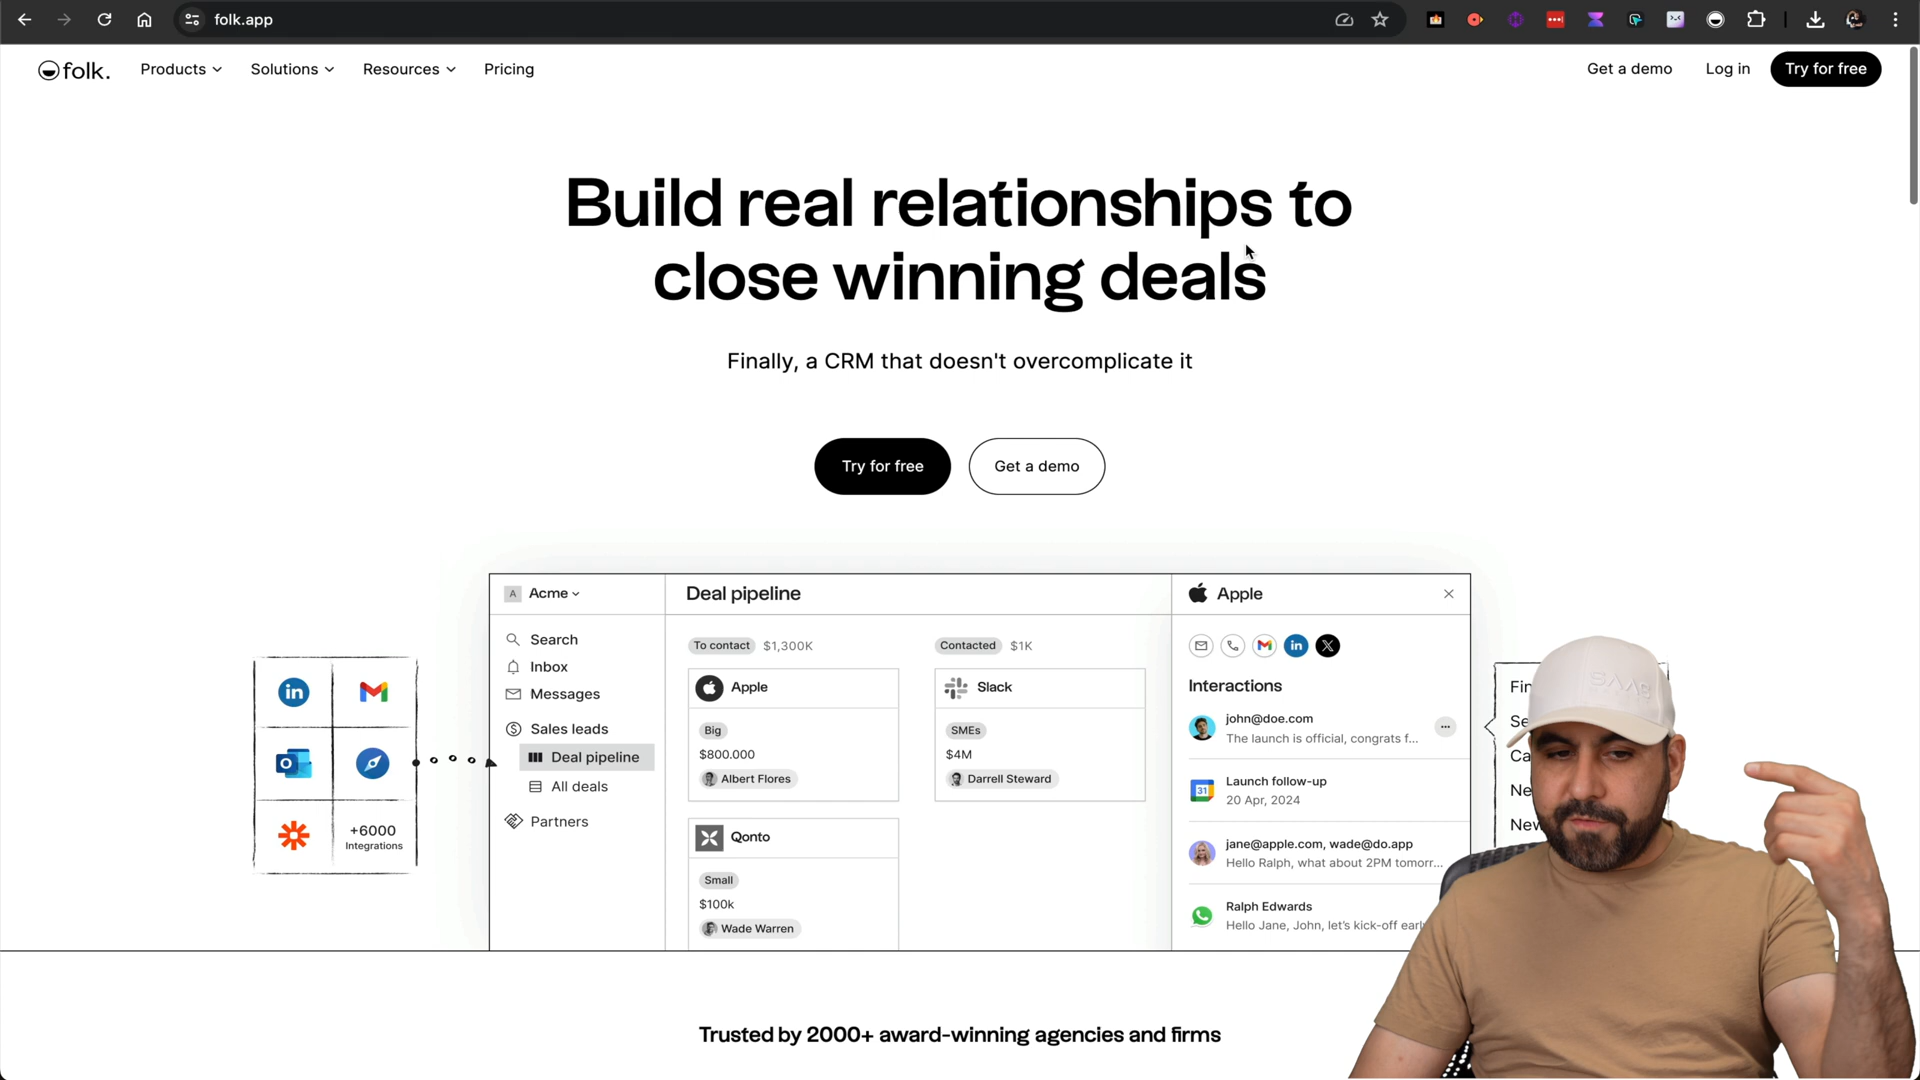 folk.app
folk.
Products
Solutions
Resources
Pricing
Get a demo
Log in
Try for free
Build real relationships to
close winning deals
Finally, a CRM that doesn't overcomplicate it
Try for free
Get a demo
A
Acme
Search
Inbox
Messages
Sales leads
Deal pipeline
All deals
Partners
Deal pipeline
To contact $1,300K
Apple
Big
$800.000
Albert Flores
Qonto
Small
$100k
Wade Warren
Contacted $1K
Slack
SMEs
$4M
Darrell Steward
Apple
in
X
Interactions
john@doe.com
The launch is official, congrats f...
31
Launch follow-up
20 Apr, 2024
jane@apple.com, wade@do.app
Hello Ralph, what about 2PM tomorr...
Ralph Edwards
Hello Jane, John, let's kick-off
in
+6000
Integrations
SAAS
Trusted by 2000+ award-winning agencies and firms